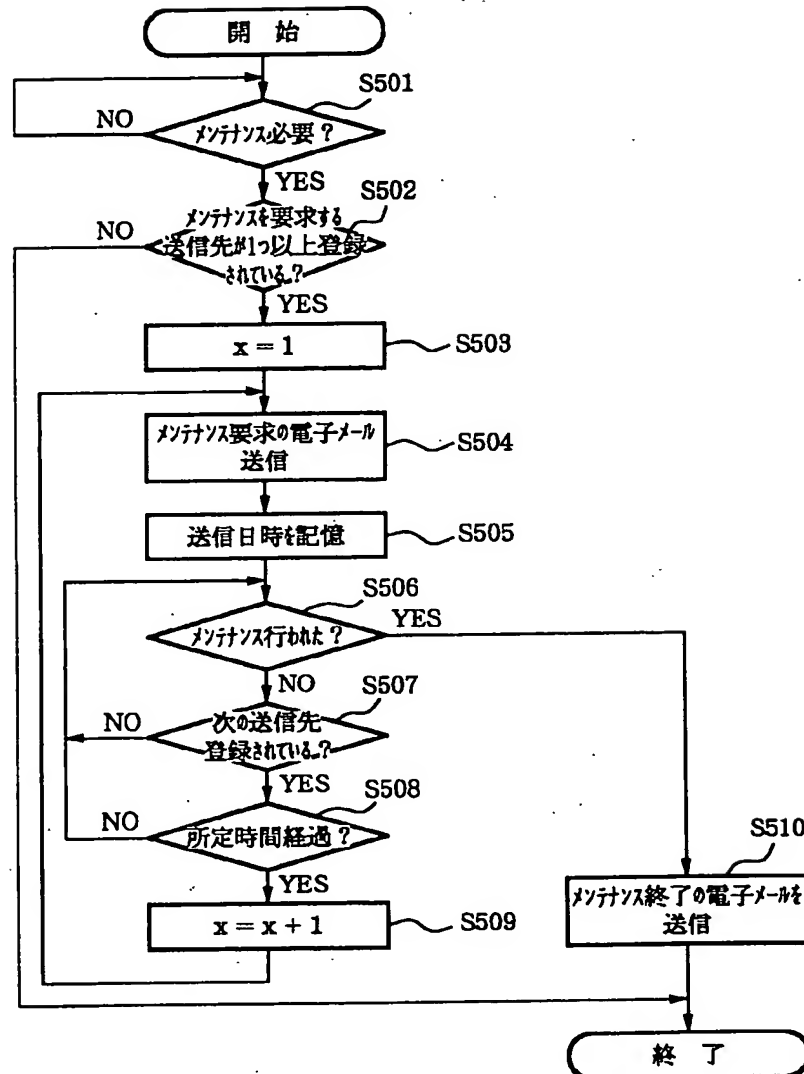 開 始
S501
NO
メンテナンス必要?
YES
S502
NO
メンテナンスを要求する
送信先が1つ以上登録
されている?
YES
x = 1
S503
メンテナンス要求の電子メール
送信
S504
送信日時を記憶
S505
S506
メンテナンス行われた?
YES
NO
S507
NO
次の送信先
登録されている?
YES
S508
NO
所定時間経過?
YES
S510
x = x + 1
S509
メンテナンス終了の電子メールを
送信
終 了